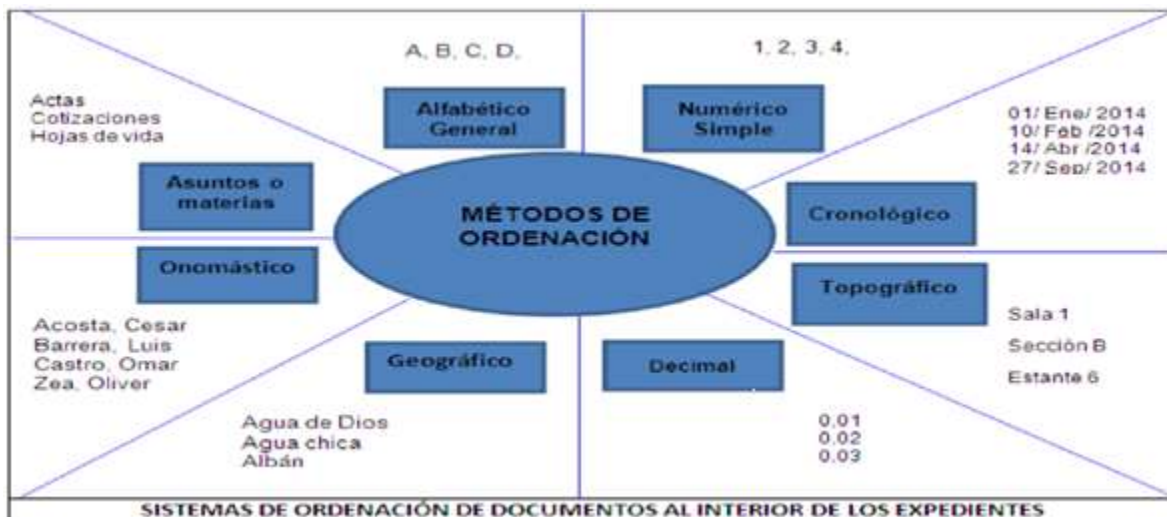 A, B, C, D,
Alfabético
General
1, 2, 3, 4,
Numérico
Simple
01/ Ene/ 2014
10/ Feb /2014
14/ Abr /2014
27/ Sep/ 2014
Cronológico
Topográfico
Sala 1
Sección B
Estante 6
Decimal
0.01
0.02
0.03
Geográfico
Agua de Dios
Agua chica
Albán
Onomástico
Acosta, Cesar
Barrera, Luis
Castro, Omar
Zea, Oliver
Asuntos o
materias
Actas
Cotizaciones
Hojas de vida
MÉTODOS DE
ORDENACIÓN
SISTEMAS DE ORDENACIÓN DE DOCUMENTOS AL INTERIOR DE LOS EXPEDIENTES